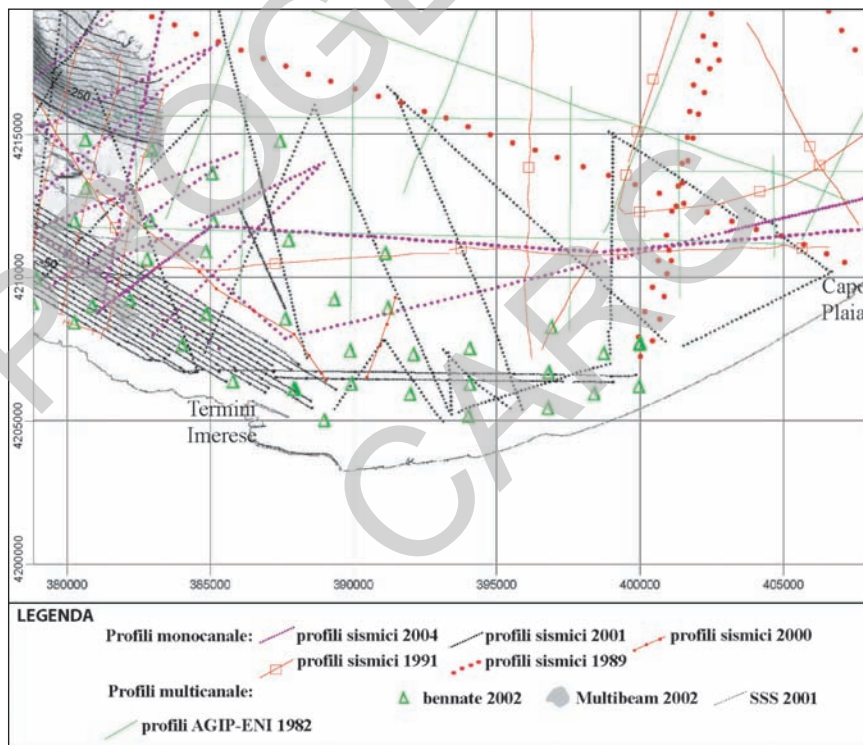 -250
4215000
4210000
-50
Capo
Plaia
Termini
Imerese
4205000
4200000
380000 385000 390000 395000 400000 405000
LEGENDA
Profili monocanale: profili sismici 2004 profili sismici 2001 profili sismici 2000
profili sismici 1991 profili sismici 1989
Profili multicanale: bennate 2002 Multibeam 2002 SSS 2001
profili AGIP-ENI 1982
CARG